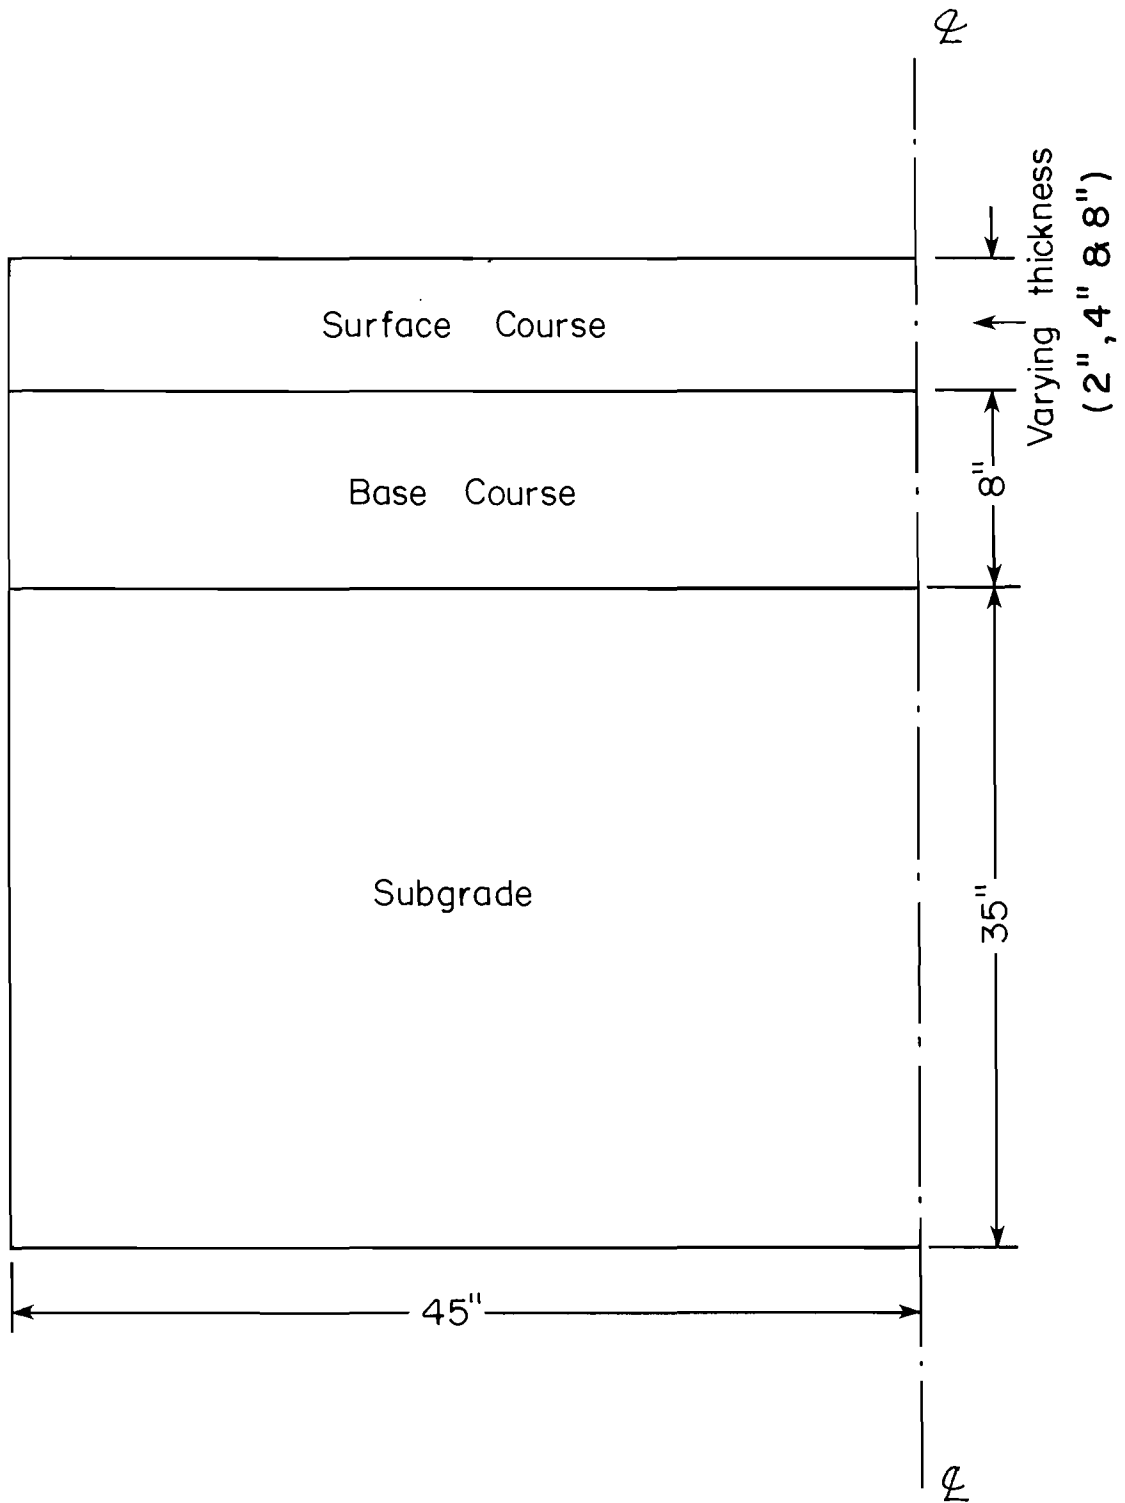 ℄
Varying thickness
(2", 4" & 8")
Surface Course
Base Course
8"
Subgrade
35"
45"
℄